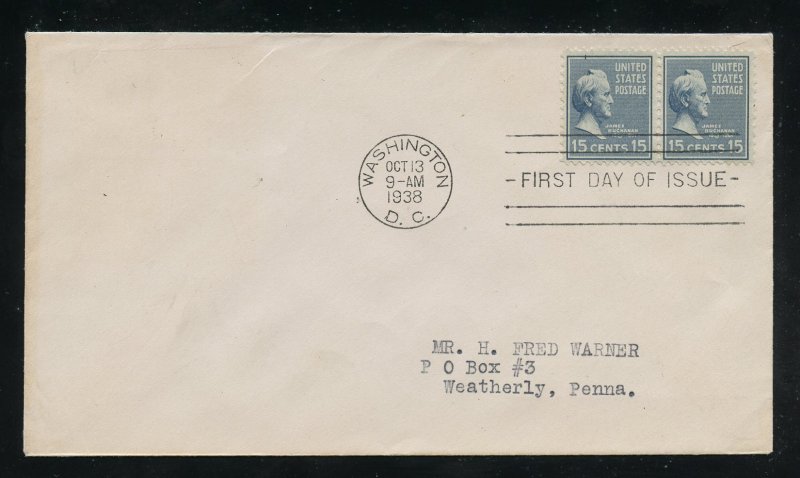 UNITED STATES POSTAGE
JAMES BUCHANAN
15 CENTS 15
UNITED STATES POSTAGE
JAMES BUCHANAN
15 CENTS 15
WASHINGTON
OCT 13
9-AM
1938
D. C.
-FIRST DAY OF ISSUE-
MR. H. FRED WARNER
P O Box #3
Weatherly, Penna.